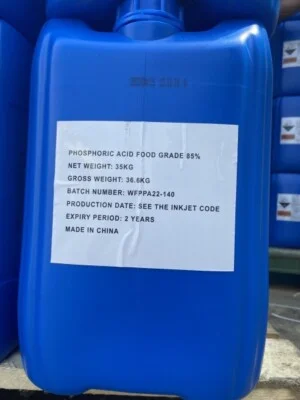 PHOSPHORIC ACID FOOD GRADE 85%
NET WEIGHT: 35KG
GROSS WEIGHT: 36.6KG
BATCH NUMBER: WFPPA22-140
PRODUCTION DATE: SEE THE INKJET CODE
EXPIRY PERIOD: 2 YEARS
MADE IN CHINA